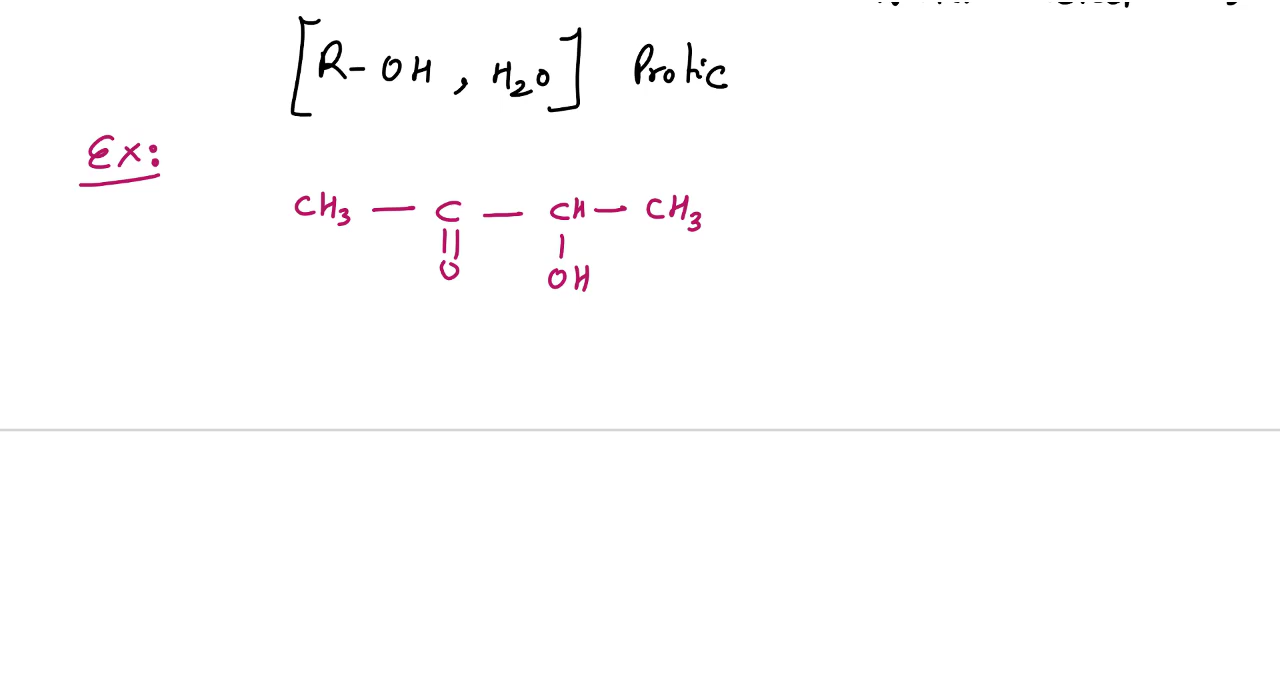 [R-OH, H₂O] Protic
Ex:
CH₃ — C — CH — CH₃
|| |
O OH